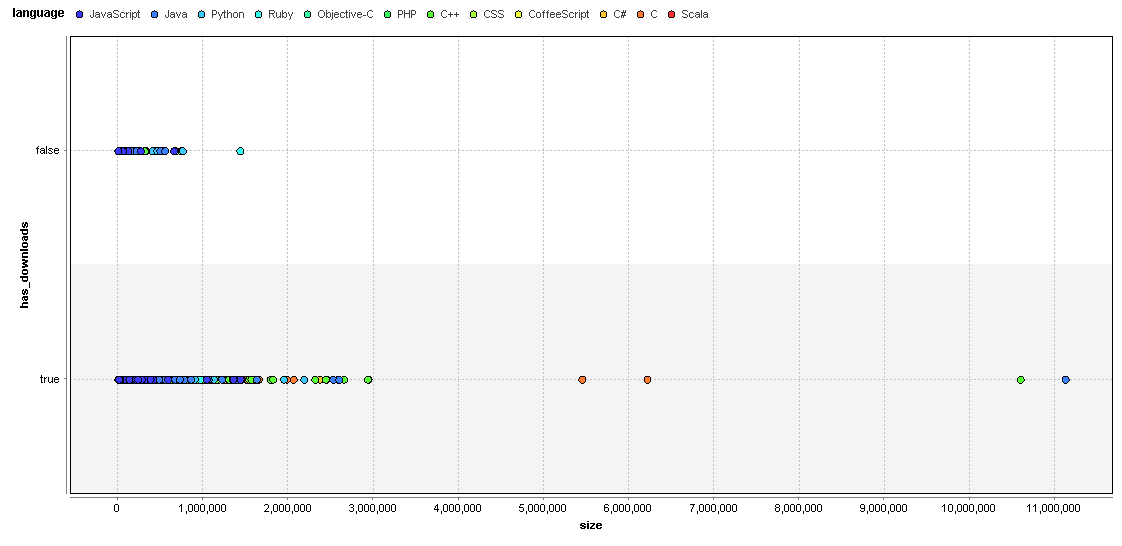 language JavaScript Java Python Ruby Objective-C PHP C++ CSS CoffeeScript C# C Scala
false
has_downloads
true
0 1,000,000 2,000,000 3,000,000 4,000,000 5,000,000 6,000,000 7,000,000 8,000,000 9,000,000 10,000,000 11,000,000
size